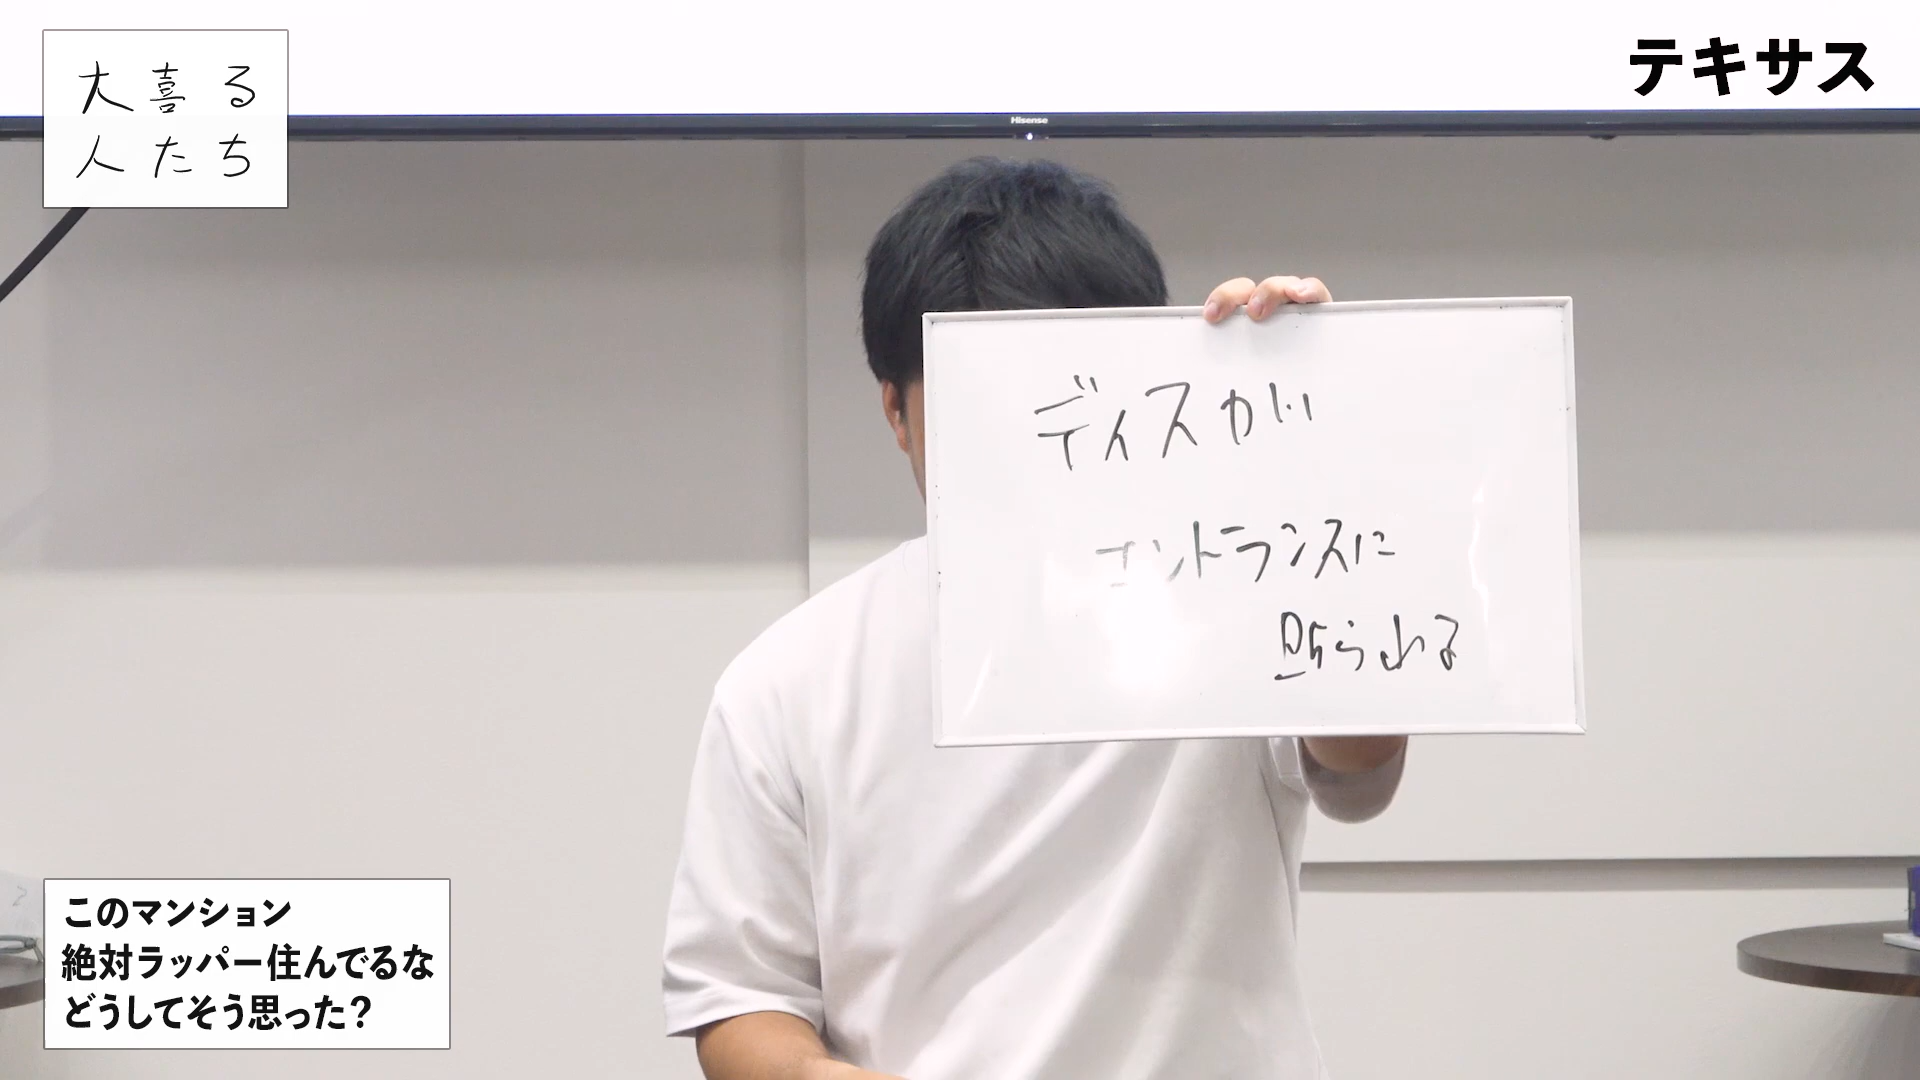 大喜る
人たち
テキサス
Hisense
ディスが
エントランスに
貼られる
このマンション
絶対ラッパー住んでるな
どうしてそう思った?